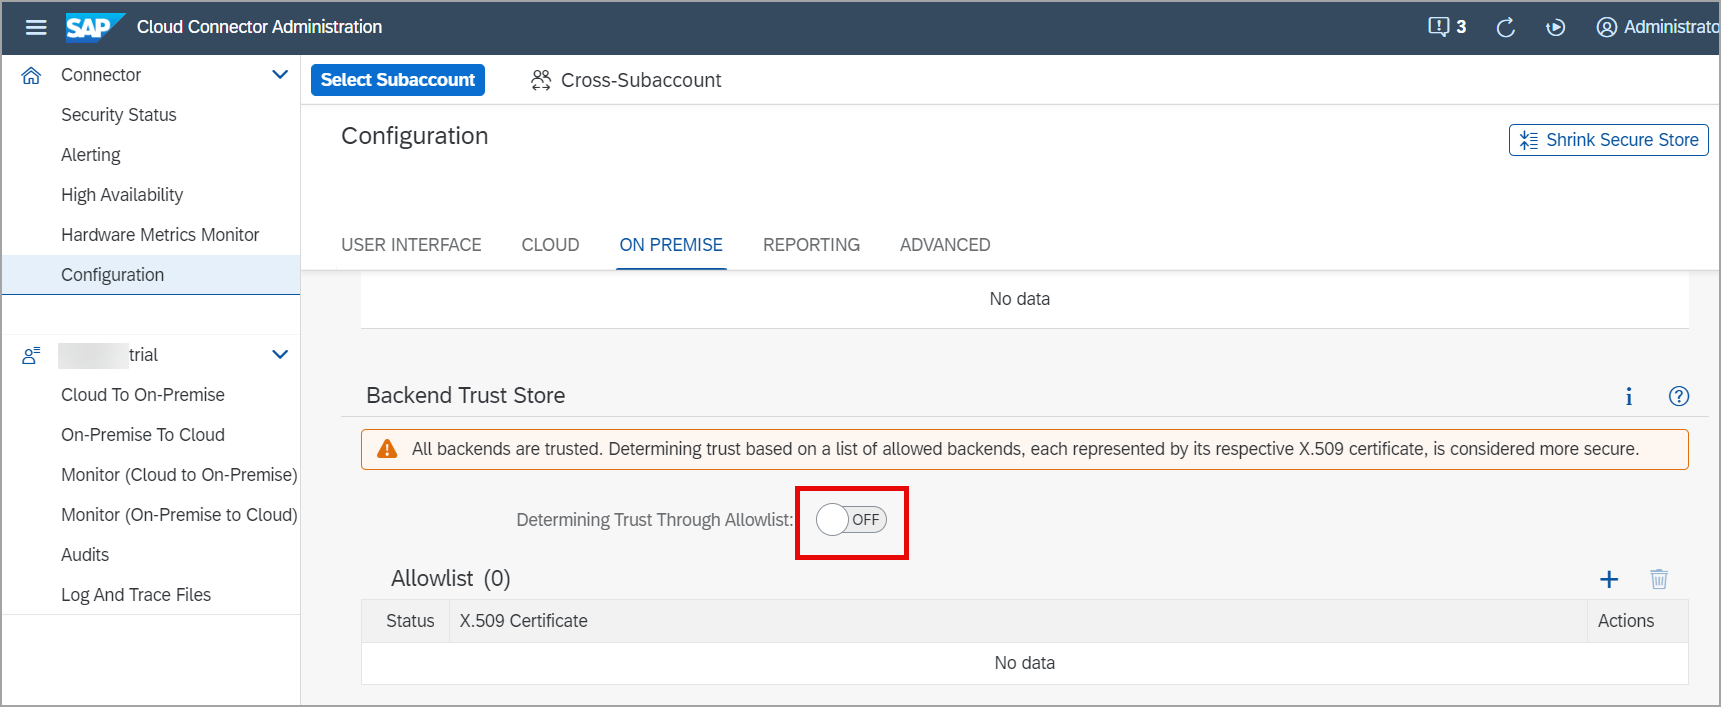 SAP Cloud Connector Administration
3
Administrato
Connector
Security Status
Alerting
High Availability
Hardware Metrics Monitor
Configuration
trial
Cloud To On-Premise
On-Premise To Cloud
Monitor (Cloud to On-Premise)
Monitor (On-Premise to Cloud)
Audits
Log And Trace Files
Select Subaccount
Cross-Subaccount
Configuration
Shrink Secure Store
USER INTERFACE CLOUD ON PREMISE REPORTING ADVANCED
No data
Backend Trust Store
All backends are trusted. Determining trust based on a list of allowed backends, each represented by its respective X.509 certificate, is considered more secure.
Determining Trust Through Allowlist: OFF
Allowlist (0)
Status X.509 Certificate Actions
No data